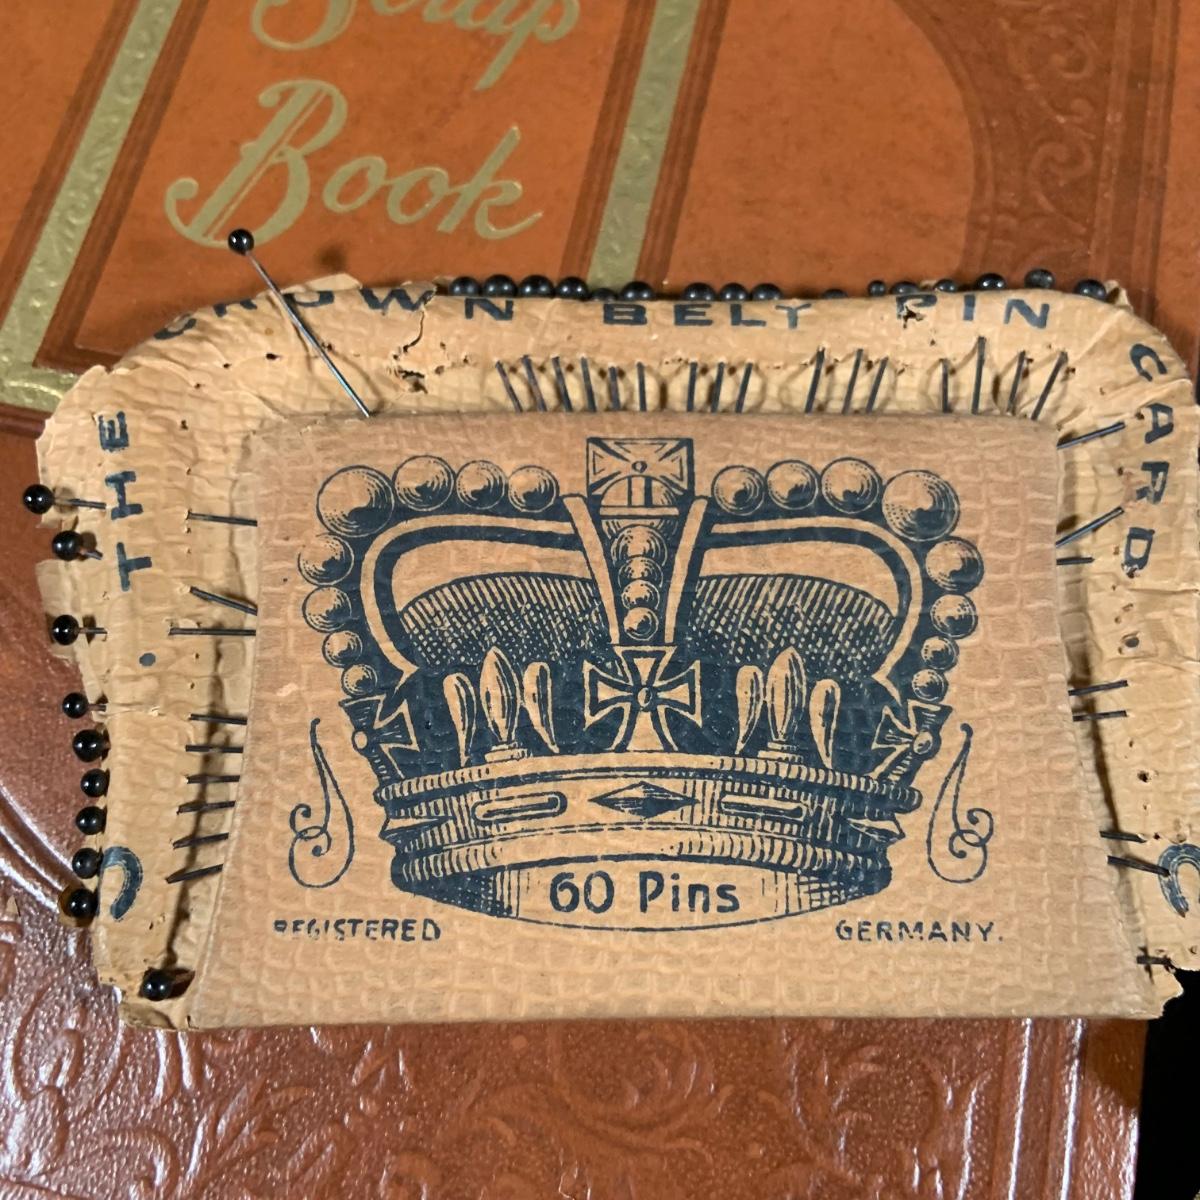 Scrap
Book
THE CROWN BELT PIN CARD
60 Pins
REGISTERED GERMANY.